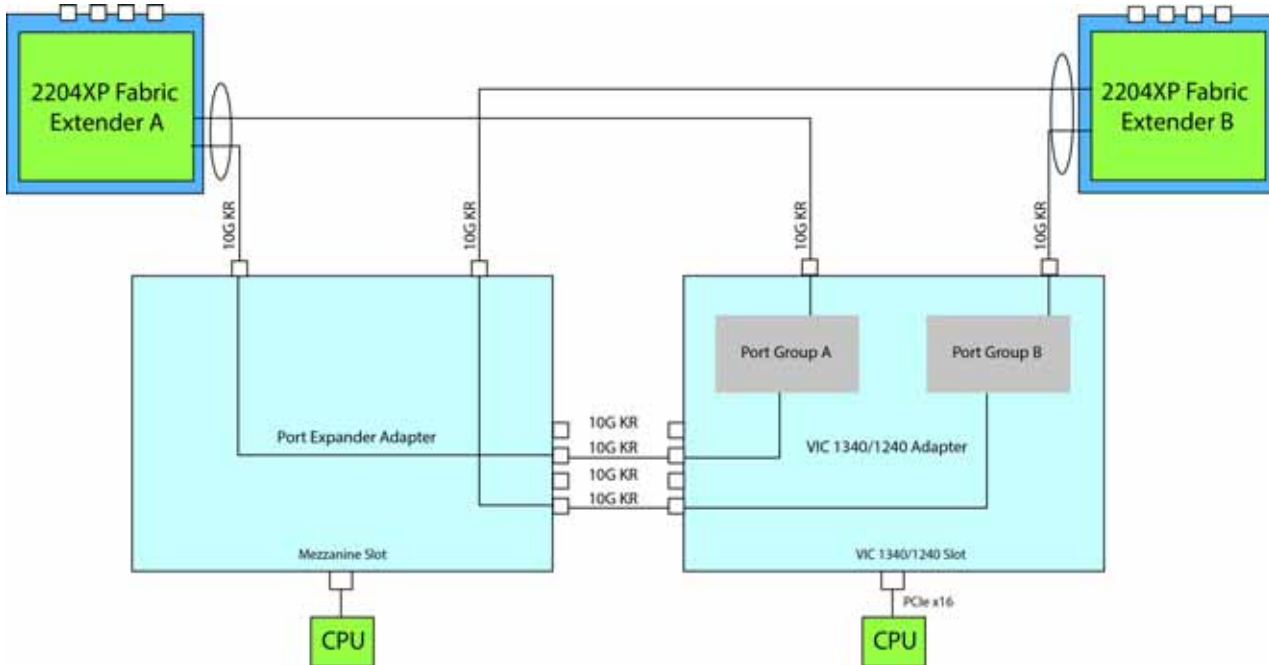 2204XP Fabric
Extender A
2204XP Fabric
Extender B
10G KR
10G KR
10G KR
10G KR
Port Group A
Port Group B
10G KR
Port Expander Adapter
10G KR
VIC 1340/1240 Adapter
10G KR
10G KR
Mezzanine Slot
VIC 1340/1240 Slot
PCIe x16
CPU
CPU